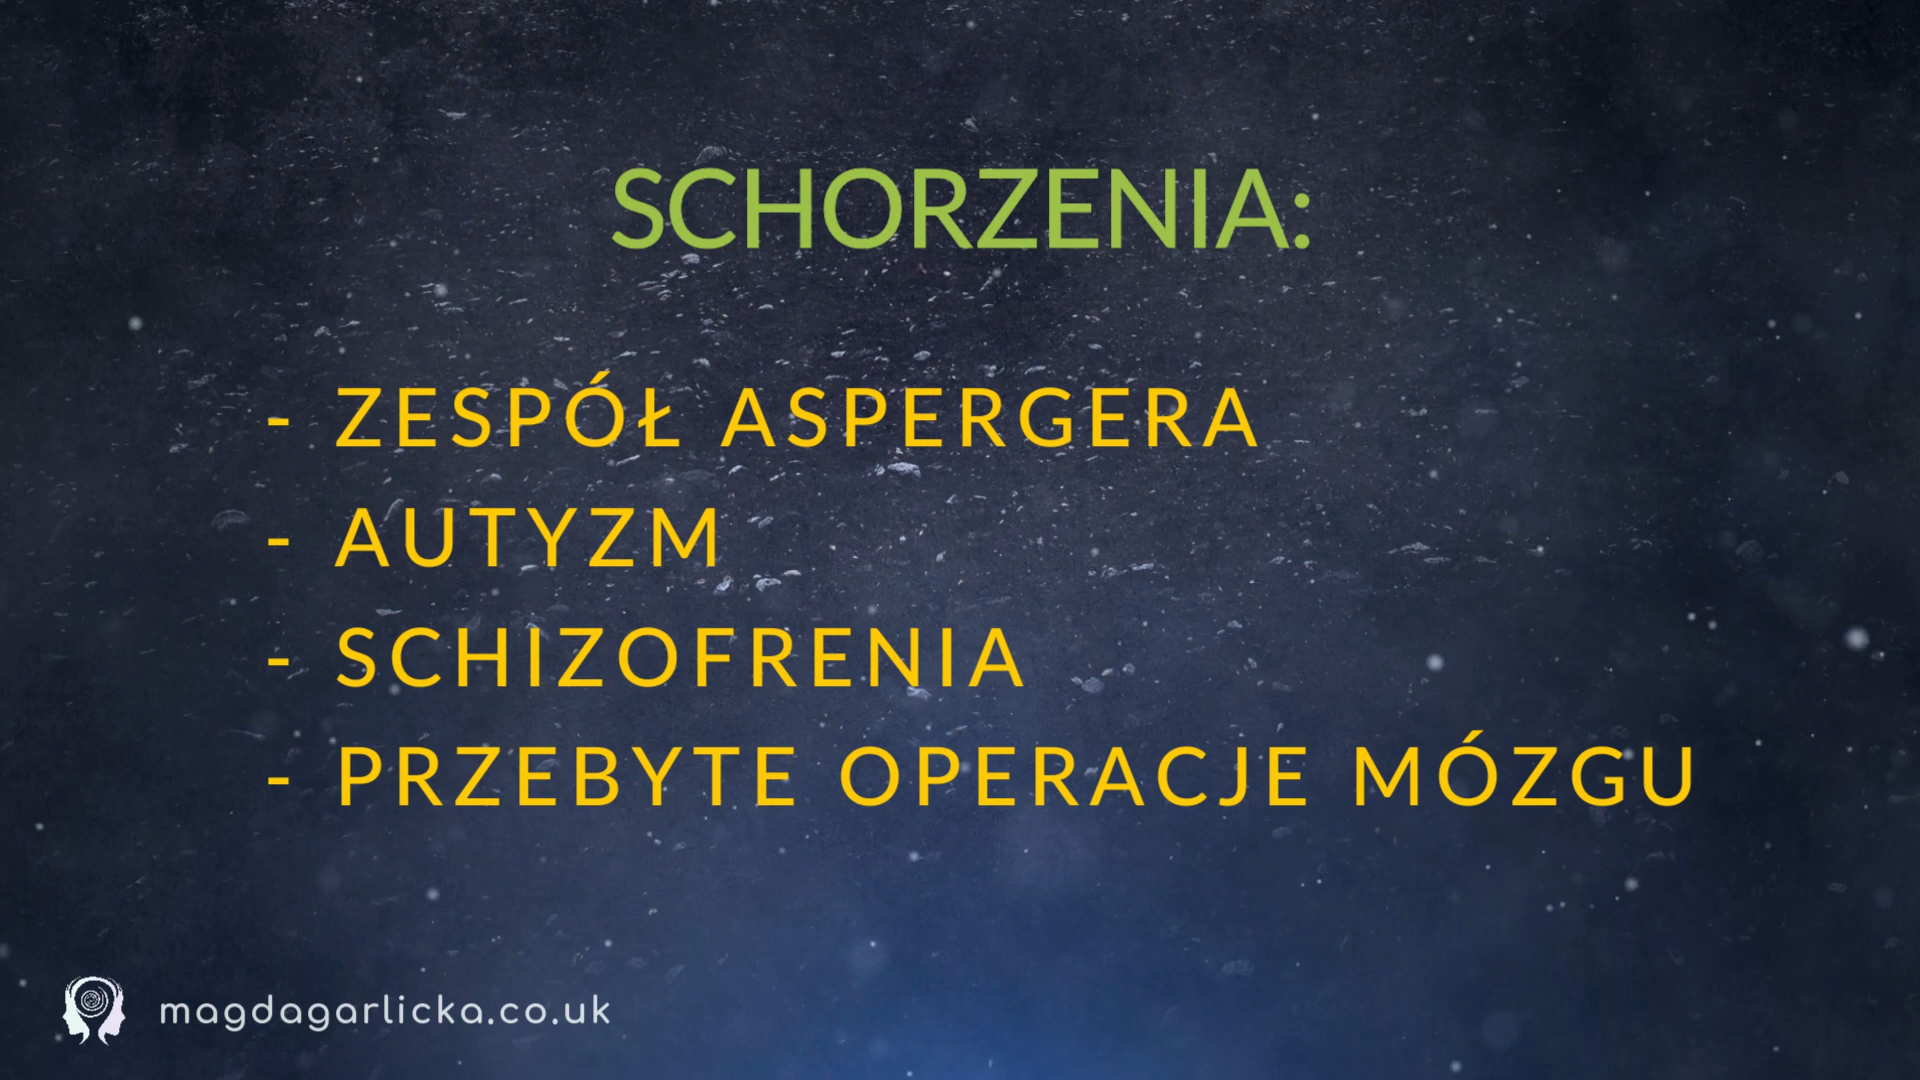 SCHORZENIA:
- ZESPÓŁ ASPERGERA
- AUTYZM
- SCHIZOFRENIA
- PRZEBYTE OPERACJE MÓZGU
magdagarlicka.co.uk